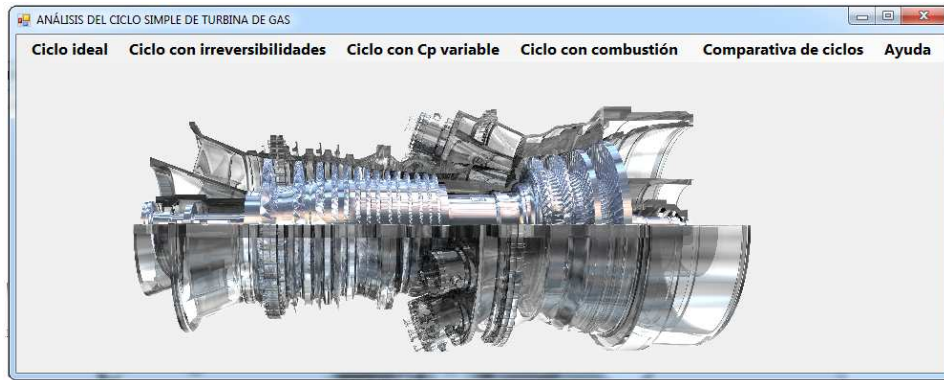 ANÁLISIS DEL CICLO SIMPLE DE TURBINA DE GAS
Ciclo ideal Ciclo con irreversibilidades Ciclo con Cp variable Ciclo con combustión Comparativa de ciclos Ayuda